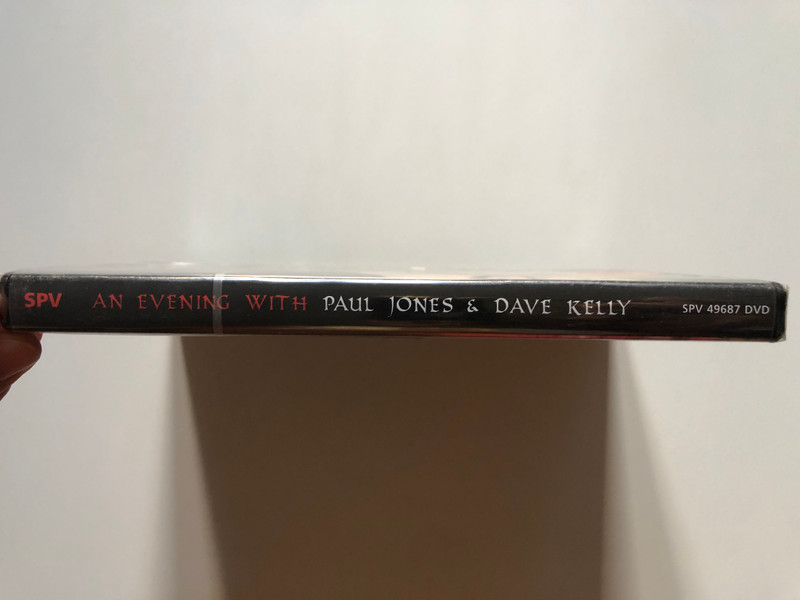 SPV AN EVENING WITH PAUL JONES & DAVE KELLY SPV 49687 DVD